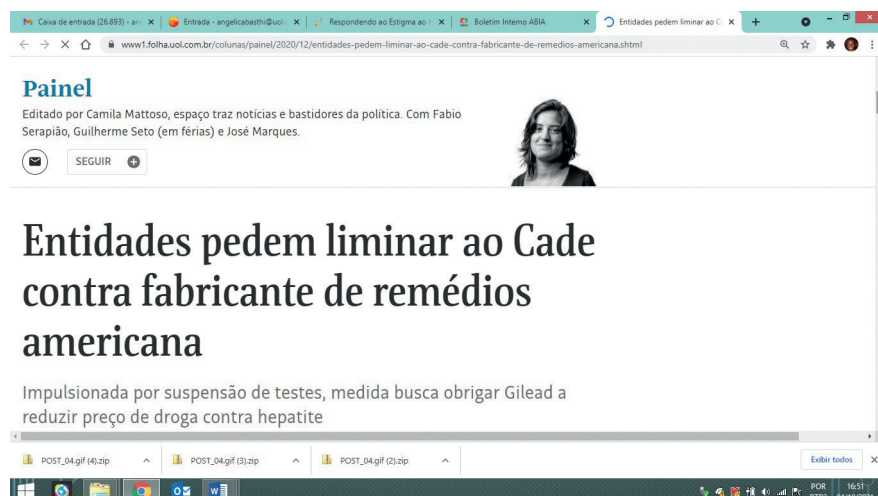 Caixa de entrada (26.893) - an
Entrada - angelicabasthi@uol.c
Respondendo ao Estigma ao H
Boletim Interno ABIA
Entidades pedem liminar ao C
www1.folha.uol.com.br/colunas/painel/2020/12/entidades-pedem-liminar-ao-cade-contra-fabricante-de-remedios-americana.shtml
Painel
Editado por Camila Mattoso, espaço traz notícias e bastidores da política. Com Fabio
Serapião, Guilherme Seto (em férias) e José Marques.
SEGUIR
Entidades pedem liminar ao Cade
contra fabricante de remédios
americana
Impulsionada por suspensão de testes, medida busca obrigar Gilead a
reduzir preço de droga contra hepatite
POST_04.gif (4).zip
POST_04.gif (3).zip
POST_04.gif (2).zip
Exibir todos
POR
16:51